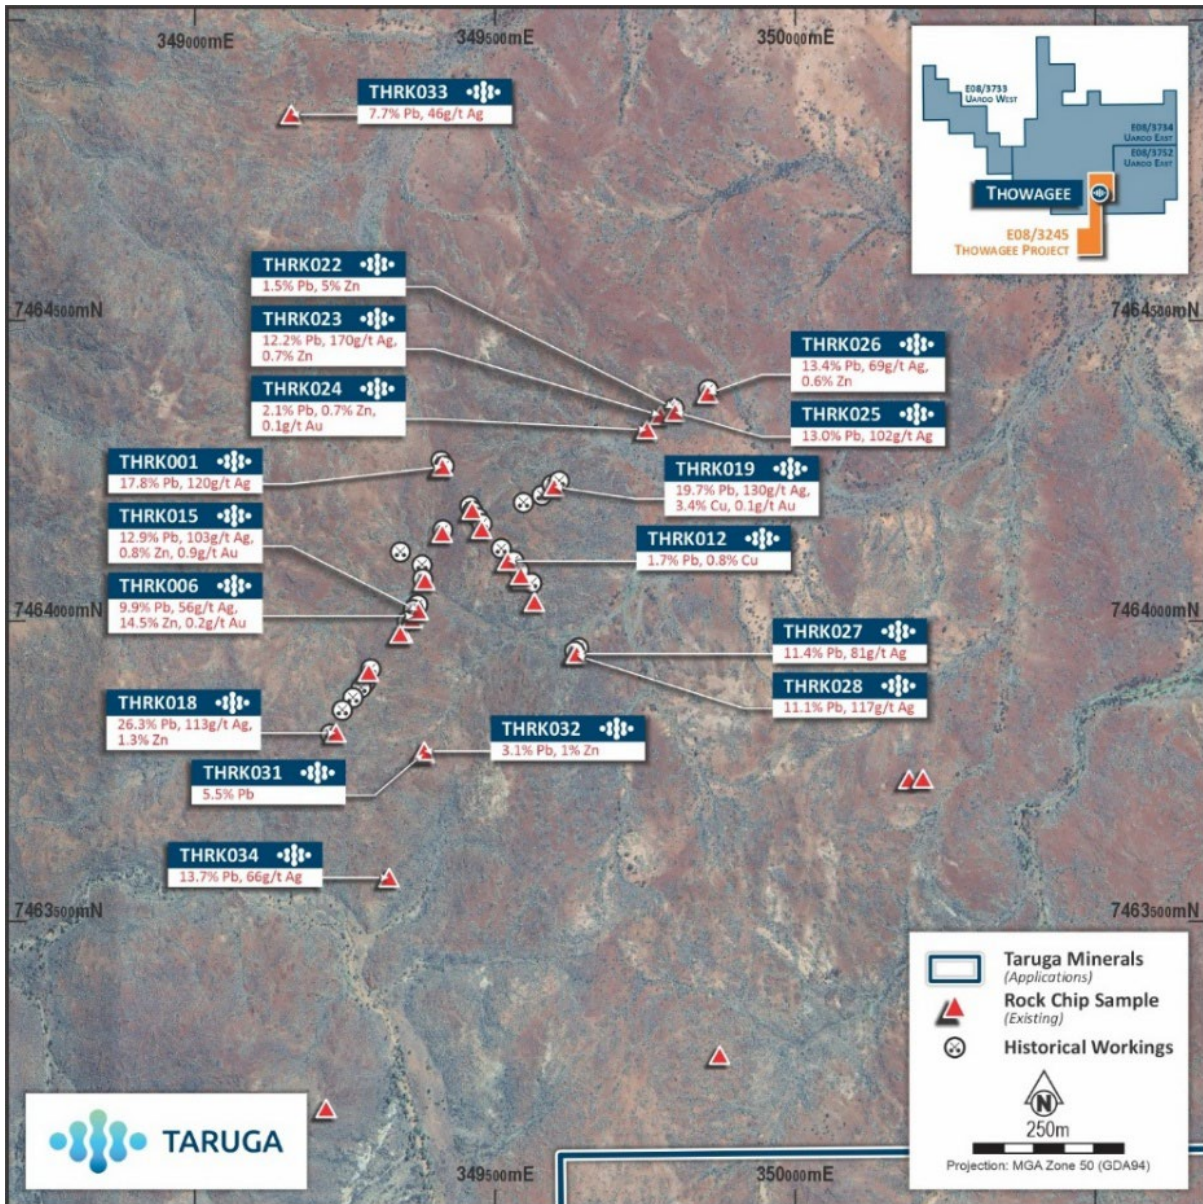 349000mE
349500mE
350000mE
THRK033
7.7% Pb, 46g/t Ag
E08/3733
UAROO WEST
E08/3734
UAROO EAST
E08/3752
UAROO EAST
THOWAGEE
E08/3245
THOWAGEE PROJECT
7464500mN
7464500mN
THRK022
1.5% Pb, 5% Zn
THRK023
12.2% Pb, 170g/t Ag,
0.7% Zn
THRK024
2.1% Pb, 0.7% Zn,
0.1g/t Au
THRK026
13.4% Pb, 69g/t Ag,
0.6% Zn
THRK025
13.0% Pb, 102g/t Ag
THRK001
17.8% Pb, 120g/t Ag
THRK019
19.7% Pb, 130g/t Ag,
3.4% Cu, 0.1g/t Au
THRK015
12.9% Pb, 103g/t Ag,
0.8% Zn, 0.9g/t Au
THRK012
1.7% Pb, 0.8% Cu
THRK006
9.9% Pb, 56g/t Ag,
14.5% Zn, 0.2g/t Au
7464000mN
7464000mN
THRK027
11.4% Pb, 81g/t Ag
THRK028
11.1% Pb, 117g/t Ag
THRK018
26.3% Pb, 113g/t Ag,
1.3% Zn
THRK032
3.1% Pb, 1% Zn
THRK031
5.5% Pb
THRK034
13.7% Pb, 66g/t Ag
7463500mN
7463500mN
Taruga Minerals
(Applications)
Rock Chip Sample
(Existing)
Historical Workings
N
250m
Projection: MGA Zone 50 (GDA94)
TARUGA
349500mE
350000mE